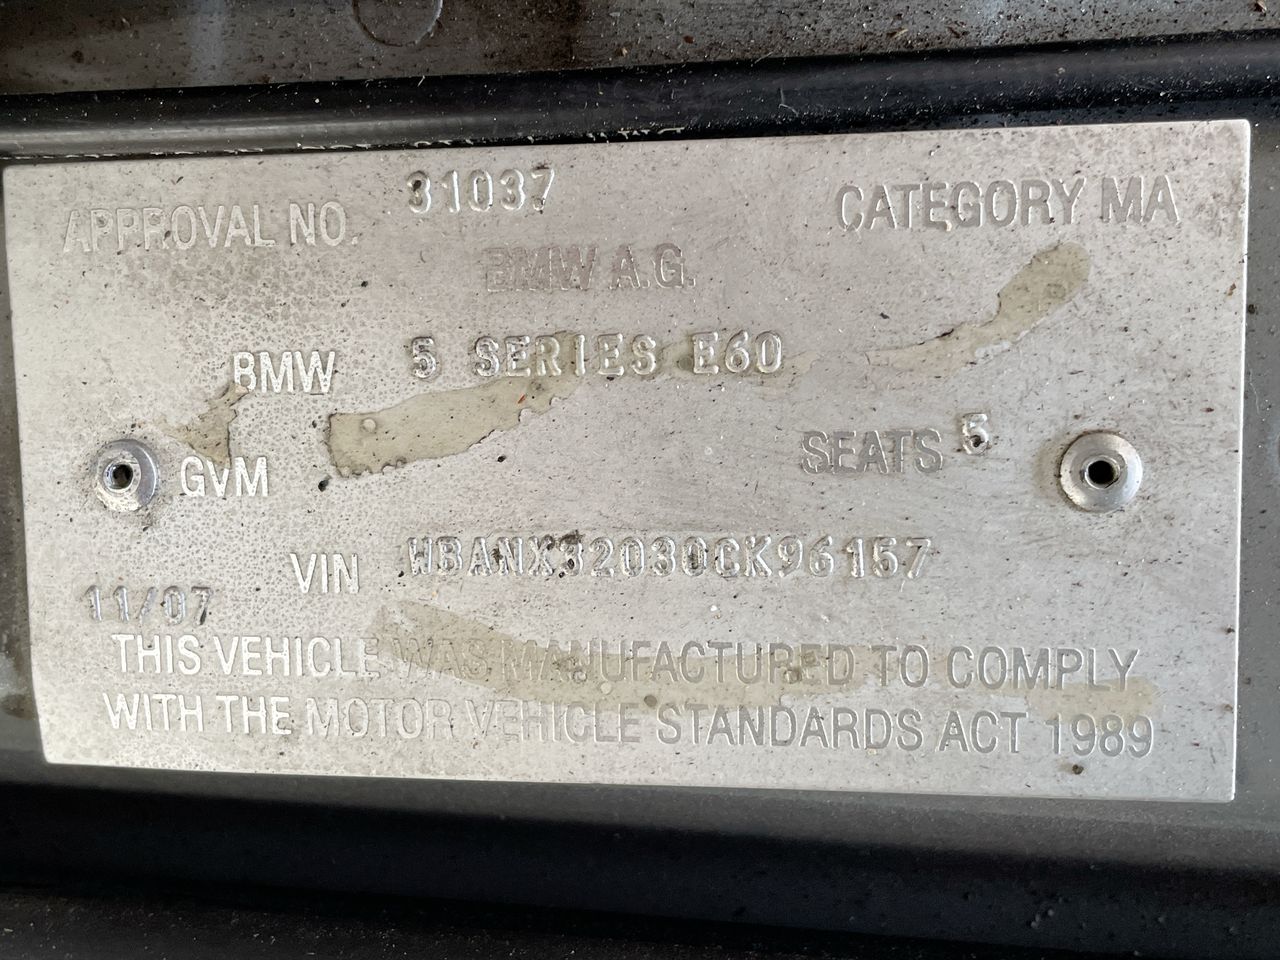 APPROVAL NO. 31037 CATEGORY MA
BMW A.G.
BMW 5 SERIES E60
SEATS 5
GVM
VIN WBANX32030CK96157
11/07
THIS VEHICLE WAS MANUFACTURED TO COMPLY
WITH THE MOTOR VEHICLE STANDARDS ACT 1989